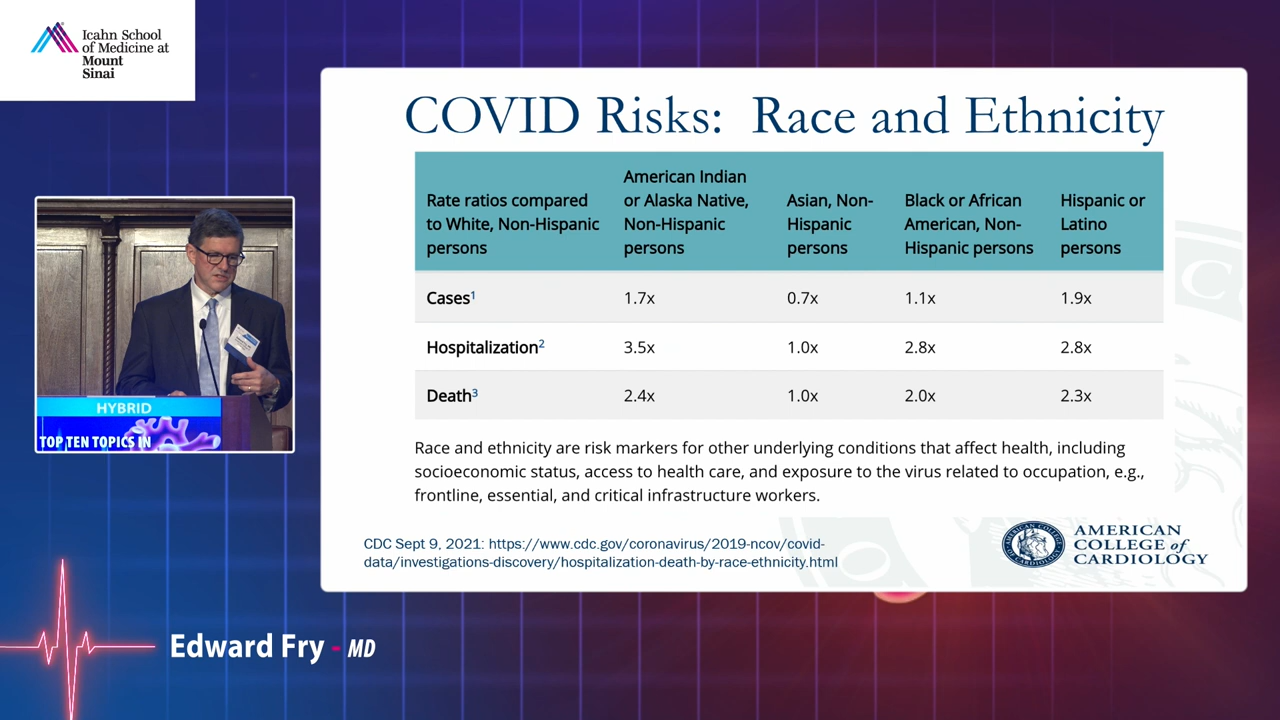 Icahn School
of Medicine at
Mount
Sinai
COVID Risks: Race and Ethnicity
Rate ratios compared
to White, Non-Hispanic
persons
American Indian
or Alaska Native,
Non-Hispanic
persons
Asian, Non-
Hispanic
persons
Black or African
American, Non-
Hispanic persons
Hispanic or
Latino
persons
Cases¹ 1.7x 0.7x 1.1x 1.9x
Hospitalization² 3.5x 1.0x 2.8x 2.8x
Death³ 2.4x 1.0x 2.0x 2.3x
Race and ethnicity are risk markers for other underlying conditions that affect health, including
socioeconomic status, access to health care, and exposure to the virus related to occupation, e.g.,
frontline, essential, and critical infrastructure workers.
CDC Sept 9, 2021: https://www.cdc.gov/coronavirus/2019-ncov/covid-
data/investigations-discovery/hospitalization-death-by-race-ethnicity.html
AMERICAN
COLLEGE of
CARDIOLOGY
HYBRID
TOP TEN TOPICS IN
Edward Fry - MD